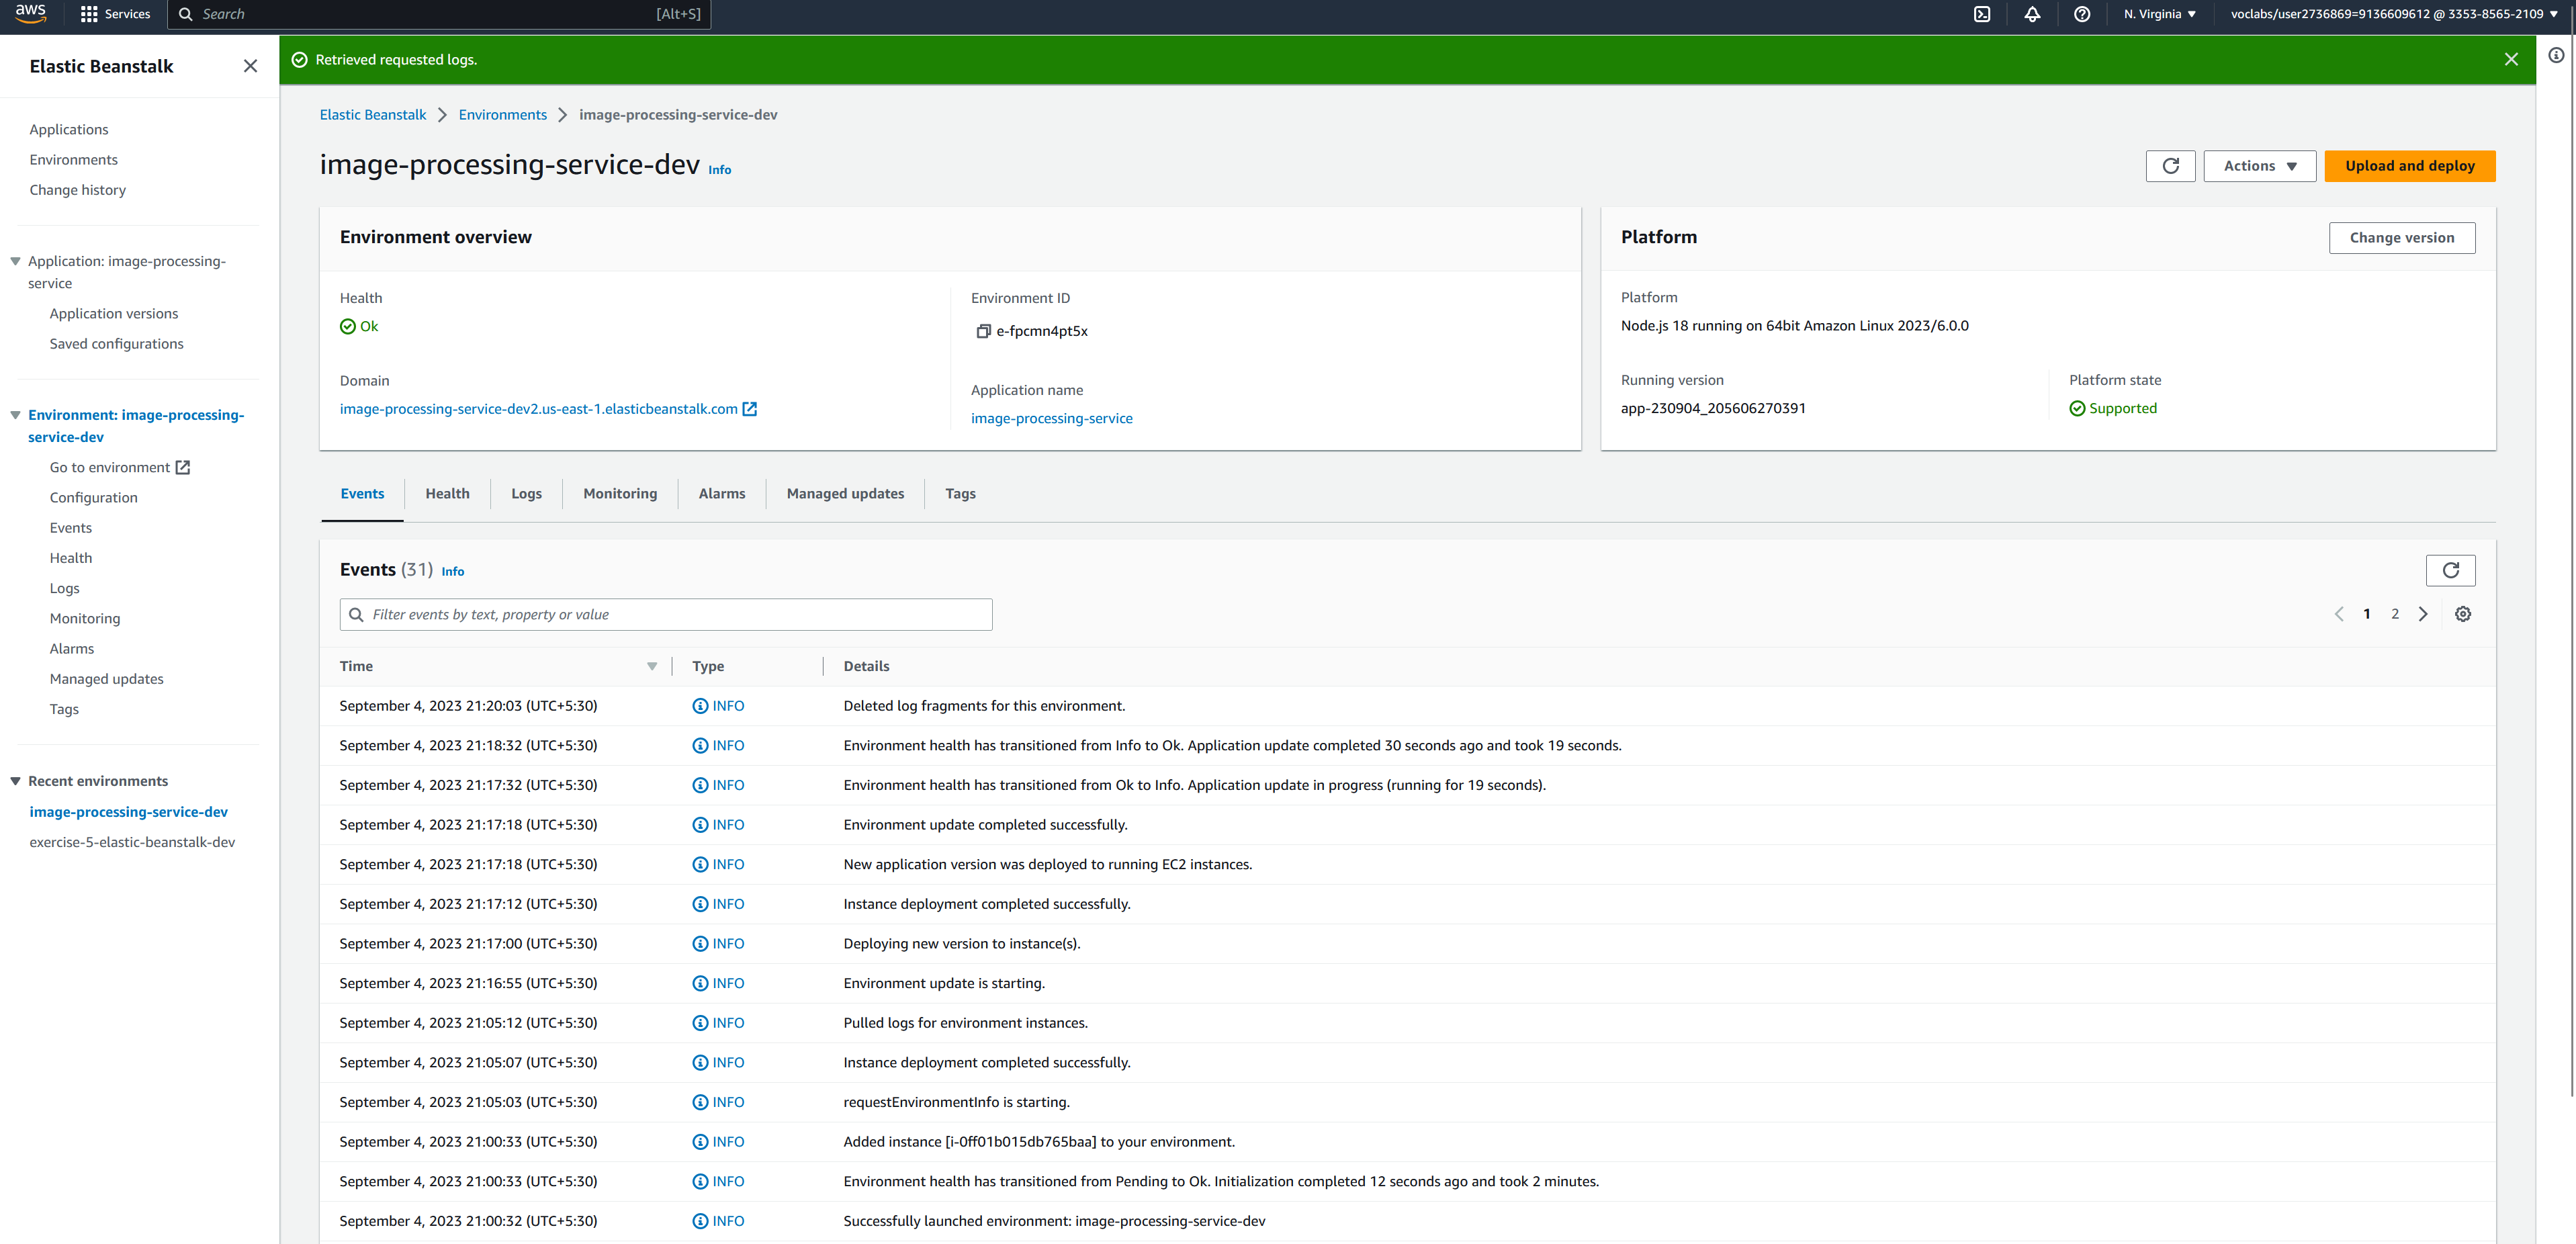 aws
Services
Search
[Alt+S]
N. Virginia
voclabs/user2736869=9136609612 @ 3353-8565-2109
Elastic Beanstalk
Applications
Environments
Change history
Application: image-processing-
service
Application versions
Saved configurations
Environment: image-processing-
service-dev
Go to environment
Configuration
Events
Health
Logs
Monitoring
Alarms
Managed updates
Tags
Recent environments
image-processing-service-dev
exercise-5-elastic-beanstalk-dev
Retrieved requested logs.
Elastic Beanstalk
Environments
image-processing-service-dev
image-processing-service-dev Info
Actions
Upload and deploy
Environment overview
Health
Ok
Domain
image-processing-service-dev2.us-east-1.elasticbeanstalk.com
Environment ID
e-fpcmn4pt5x
Application name
image-processing-service
Platform
Change version
Platform
Node.js 18 running on 64bit Amazon Linux 2023/6.0.0
Running version
app-230904_205606270391
Platform state
Supported
Events
Health
Logs
Monitoring
Alarms
Managed updates
Tags
Events (31) Info
Filter events by text, property or value
1
2
Time Type Details
September 4, 2023 21:20:03 (UTC+5:30) INFO Deleted log fragments for this environment.
September 4, 2023 21:18:32 (UTC+5:30) INFO Environment health has transitioned from Info to Ok. Application update completed 30 seconds ago and took 19 seconds.
September 4, 2023 21:17:32 (UTC+5:30) INFO Environment health has transitioned from Ok to Info. Application update in progress (running for 19 seconds).
September 4, 2023 21:17:18 (UTC+5:30) INFO Environment update completed successfully.
September 4, 2023 21:17:18 (UTC+5:30) INFO New application version was deployed to running EC2 instances.
September 4, 2023 21:17:12 (UTC+5:30) INFO Instance deployment completed successfully.
September 4, 2023 21:17:00 (UTC+5:30) INFO Deploying new version to instance(s).
September 4, 2023 21:16:55 (UTC+5:30) INFO Environment update is starting.
September 4, 2023 21:05:12 (UTC+5:30) INFO Pulled logs for environment instances.
September 4, 2023 21:05:07 (UTC+5:30) INFO Instance deployment completed successfully.
September 4, 2023 21:05:03 (UTC+5:30) INFO requestEnvironmentInfo is starting.
September 4, 2023 21:00:33 (UTC+5:30) INFO Added instance [i-0ff01b015db765baa] to your environment.
September 4, 2023 21:00:33 (UTC+5:30) INFO Environment health has transitioned from Pending to Ok. Initialization completed 12 seconds ago and took 2 minutes.
September 4, 2023 21:00:32 (UTC+5:30) INFO Successfully launched environment: image-processing-service-dev